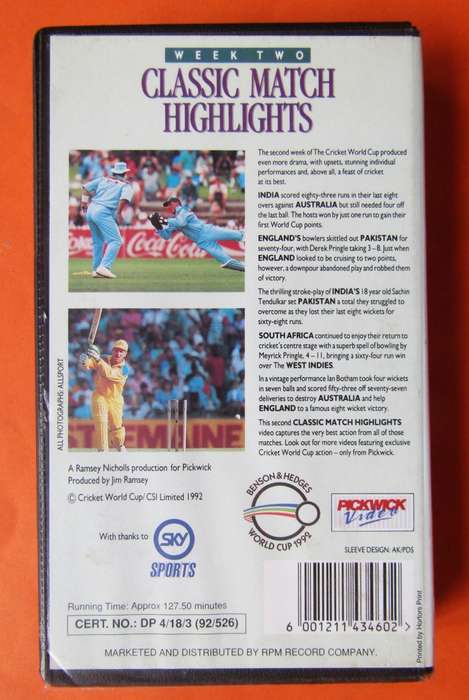 WEEK TWO
CLASSIC MATCH
HIGHLIGHTS
The second week of The Cricket World Cup produced
even more drama, with upsets, stunning individual
performances and, above all, a feast of cricket
at its best.
INDIA scored eighty-three runs in their last eight
overs against AUSTRALIA but still needed four off
the last ball. The hosts won by just one run to gain their
first World Cup points.
ENGLAND'S bowlers skittled out PAKISTAN for
seventy-four, with Derek Pringle taking 3–8. Just when
ENGLAND looked to be cruising to two points,
however, a downpour abandoned play and robbed them
of victory.
The thrilling stroke-play of INDIA'S 18 year old Sachin
Tendulkar set PAKISTAN a total they struggled to
overcome as they lost their last eight wickets for
sixty-eight runs.
SOUTH AFRICA continued to enjoy their return to
cricket's centre stage with a superb spell of bowling by
Meyrick Pringle, 4–11, bringing a sixty-four run win
over The WEST INDIES.
In a vintage performance Ian Botham took four wickets
in seven balls and scored fifty-three off seventy-seven
deliveries to destroy AUSTRALIA and help
ENGLAND to a famous eight wicket victory.
This second CLASSIC MATCH HIGHLIGHTS
video captures the very best action from all of those
matches. Look out for more videos featuring exclusive
Cricket World Cup action – only from Pickwick.
Coca-Cola
ALL PHOTOGRAPHS: ALLSPORT
A Ramsey Nicholls production for Pickwick
Produced by Jim Ramsey
© Cricket World Cup/CSI Limited 1992
BENSON & HEDGES
WORLD CUP 1992
PICKWICK
Video
With thanks to
SKY
SPORTS
SLEEVE DESIGN: AK/PDS
Running Time: Approx 127.50 minutes
CERT. NO.: DP 4/18/3 (92/526)
6 001211 434602 >
Printed by Hortors Print
MARKETED AND DISTRIBUTED BY RPM RECORD COMPANY.